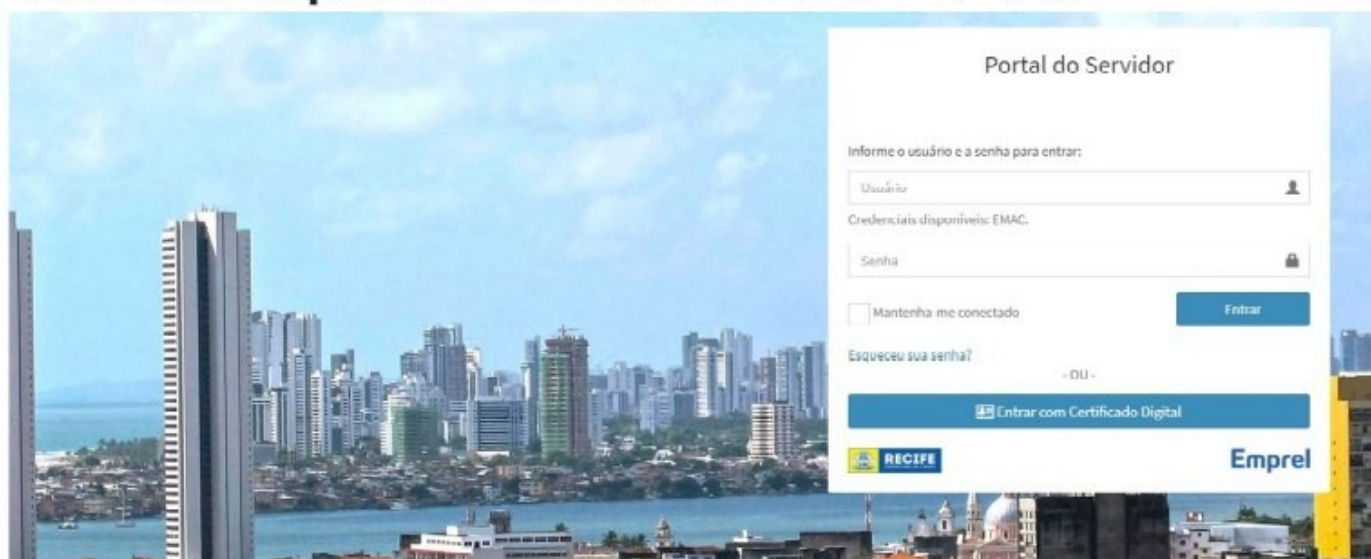 Portal do Servidor
Informe o usuário e a senha para entrar:
Usuário
Credenciais disponíveis: EMAC.
Senha
Mantenha me conectado
Entrar
Esqueceu sua senha?
- OU -
Entrar com Certificado Digital
RECIFE
Emprel